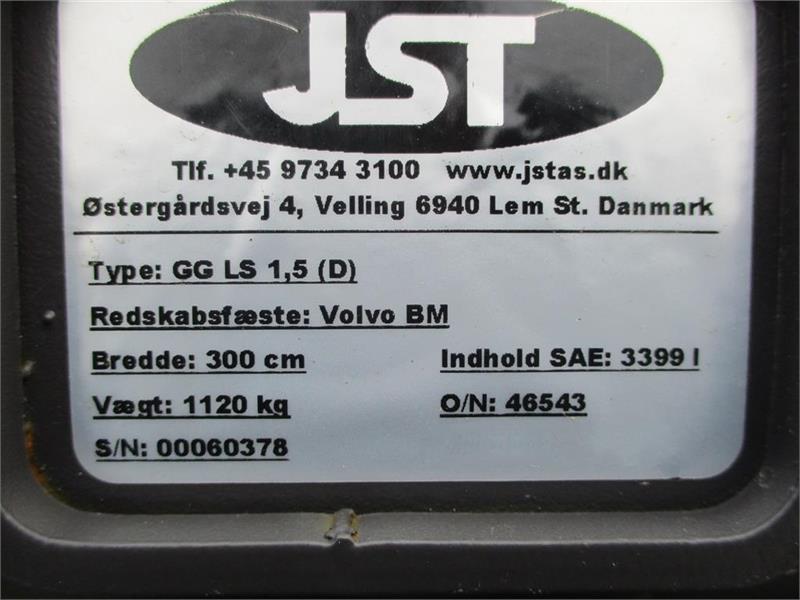 JST
Tlf. +45 9734 3100 www.jstas.dk
Østergårdsvej 4, Velling 6940 Lem St. Danmark
Type: GG LS 1,5 (D)
Redskabsfæste: Volvo BM
Bredde: 300 cm Indhold SAE: 3399 l
Vægt: 1120 kg O/N: 46543
S/N: 00060378